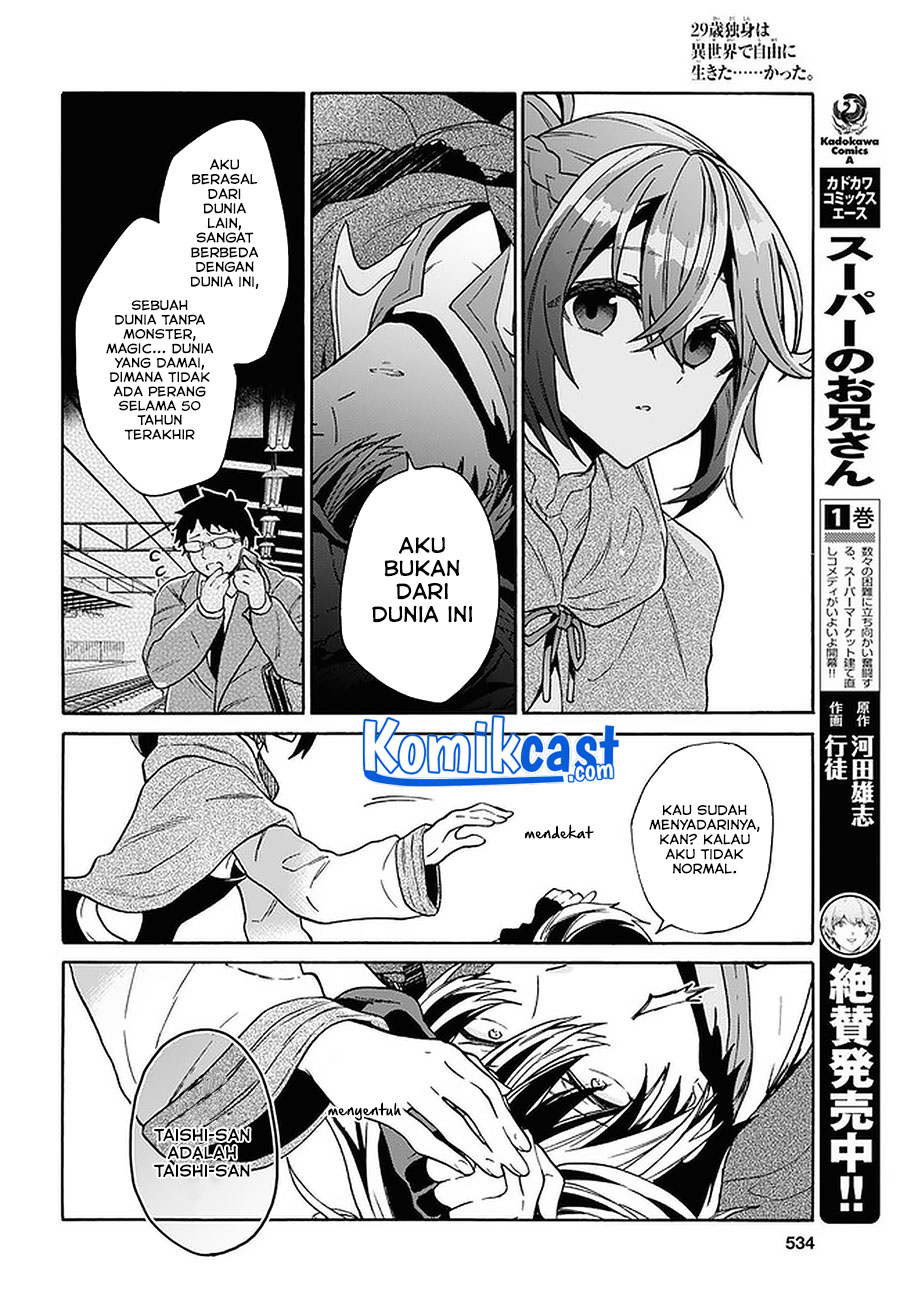 29歳独身は
異世界で自由に
生きた……かった。
Kadokawa
Comics
A
カドカワ
コミックス
エース
スーパーのお兄さん
1巻
数々の困難に立ち向かい奮闘す
る、スーパーマーケット建て直
しコメディがいよいよ開幕!!
原作 河田雄志
作画 行徒
絶賛発売中!!
AKU
BUKAN
DARI
DUNIA INI
AKU
BERASAL
DARI
DUNIA
LAIN,
SANGAT
BERBEDA
DENGAN
DUNIA INI,
SEBUAH
DUNIA TANPA
MONSTER,
MAGIC... DUNIA
YANG DAMAI,
DIMANA TIDAK
ADA PERANG
SELAMA 50
TAHUN
TERAKHIR
Komikcast
.com
KAU SUDAH
MENYADARINYA,
KAN? KALAU
AKU TIDAK
NORMAL.
mendekat
menyentuh
TAISHI-SAN
ADALAH
TAISHI-SAN
534